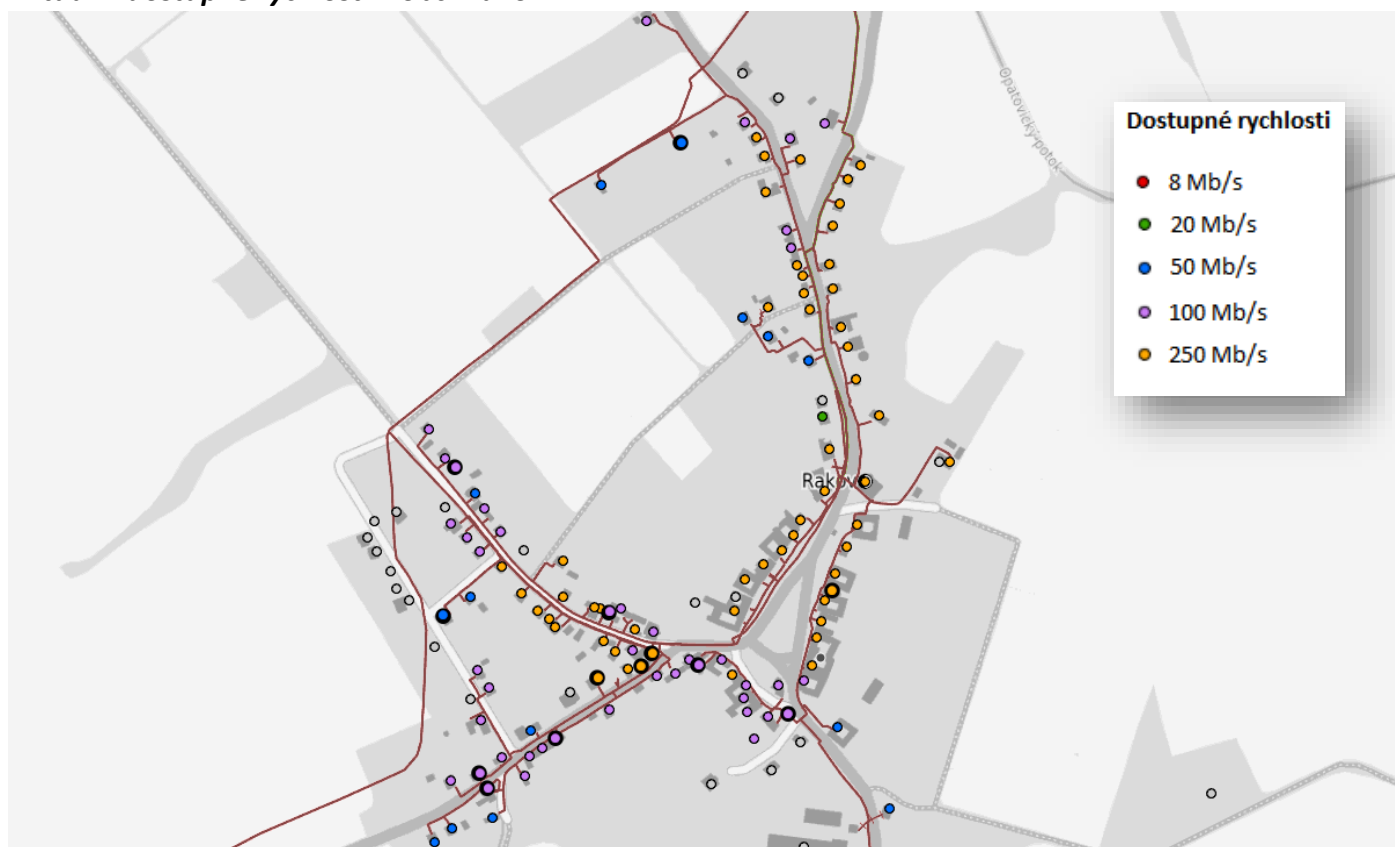 Opatovický potok
Dostupné rychlosti
8 Mb/s
20 Mb/s
50 Mb/s
100 Mb/s
250 Mb/s